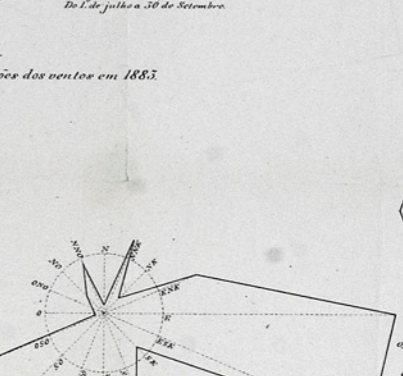 De 1.º de julho a 30 de Setembro.
ões dos ventos em 1883.
N
NNO
NNE
NO
NE
ONO
ENE
O
E
OSO
ESE
SO
SE